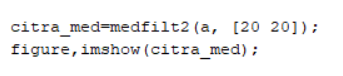 citra_med=medfilt2(a, [20 20]);
figure,imshow(citra_med);